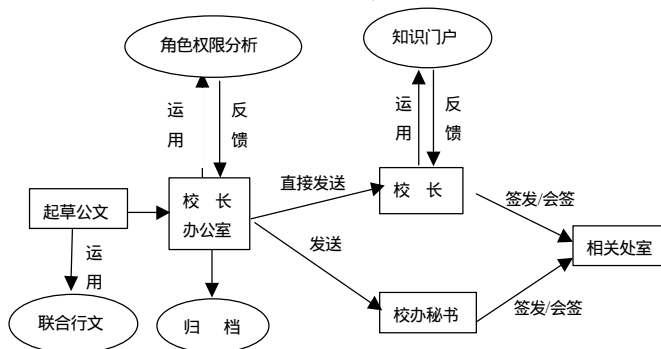 角色权限分析
知识门户
运用
反馈
运用
反馈
直接发送
校 长
签发/会签
起草公文
校 长
办公室
相关处室
发送
运用
校办秘书
签发/会签
联合行文
归 档